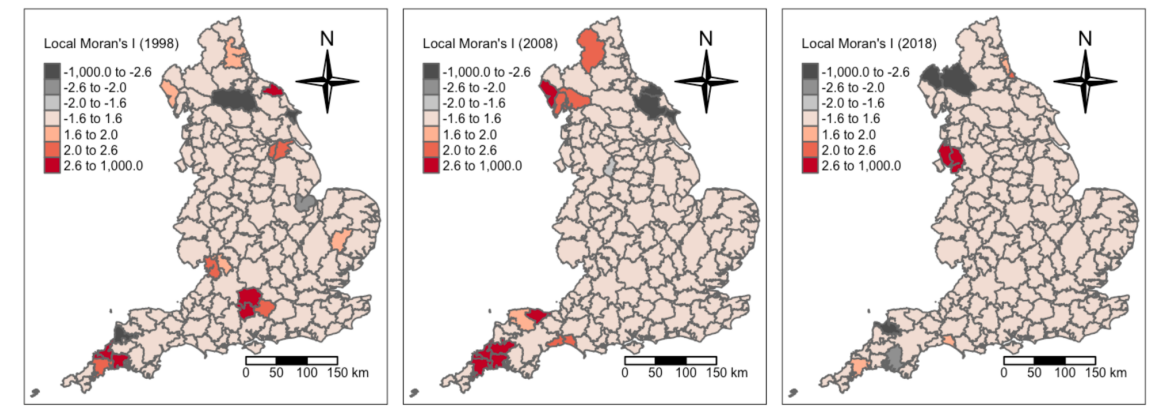 Local Moran's I (1998)
N
-1,000.0 to -2.6
-2.6 to -2.0
-2.0 to -1.6
-1.6 to 1.6
1.6 to 2.0
2.0 to 2.6
2.6 to 1,000.0
0 50 100 150 km
Local Moran's I (2008)
N
-1,000.0 to -2.6
-2.6 to -2.0
-2.0 to -1.6
-1.6 to 1.6
1.6 to 2.0
2.0 to 2.6
2.6 to 1,000.0
0 50 100 150 km
Local Moran's I (2018)
N
-1,000.0 to -2.6
-2.6 to -2.0
-2.0 to -1.6
-1.6 to 1.6
1.6 to 2.0
2.0 to 2.6
2.6 to 1,000.0
0 50 100 150 km